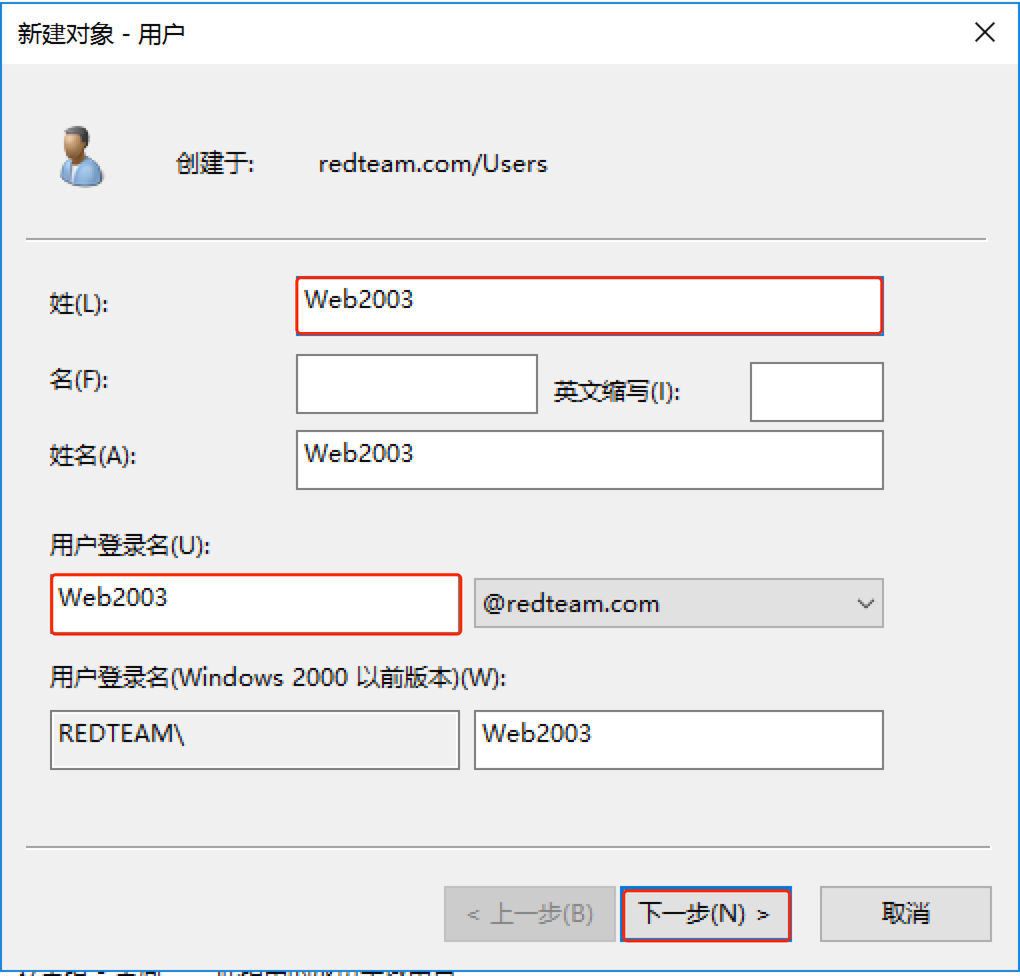 新建对象 - 用户
创建于: redteam.com/Users
姓(L): Web2003
名(F): 英文缩写(I):
姓名(A): Web2003
用户登录名(U):
Web2003 @redteam.com
用户登录名(Windows 2000 以前版本)(W):
REDTEAM\ Web2003
< 上一步(B) 下一步(N) > 取消